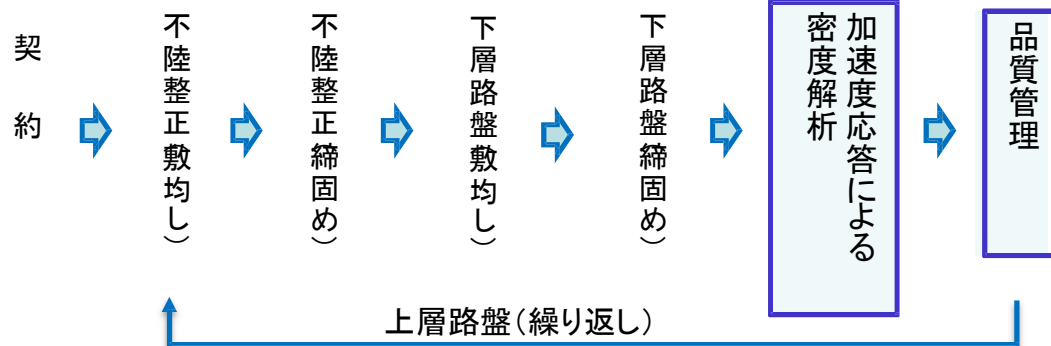 契約
不陸整正敷均し）
不陸整正締固め）
下層路盤敷均し）
下層路盤締固め）
加速度応答による
密度解析
品質管理
上層路盤（繰り返し）